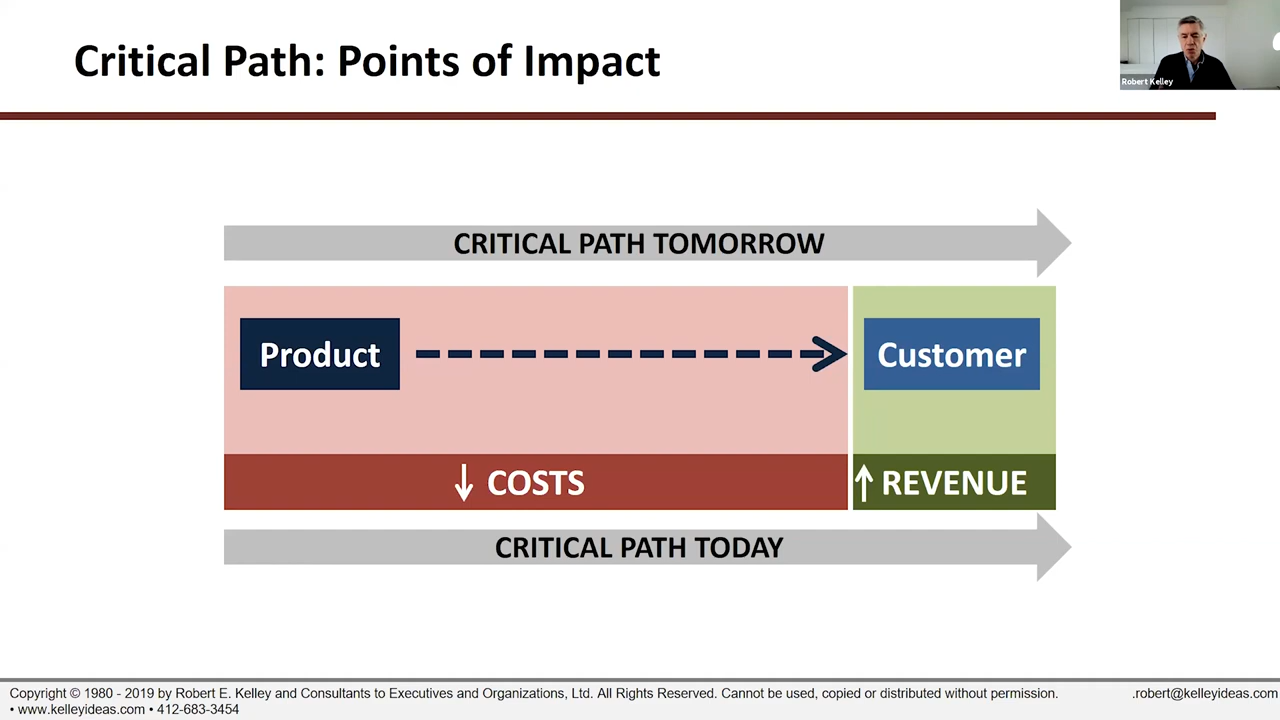 Critical Path: Points of Impact
Robert Kelley
CRITICAL PATH TOMORROW
Product
Customer
↓ COSTS
↑ REVENUE
CRITICAL PATH TODAY
Copyright © 1980 - 2019 by Robert E. Kelley and Consultants to Executives and Organizations, Ltd. All Rights Reserved. Cannot be used, copied or distributed without permission.
.robert@kelleyideas.com
• www.kelleyideas.com • 412-683-3454